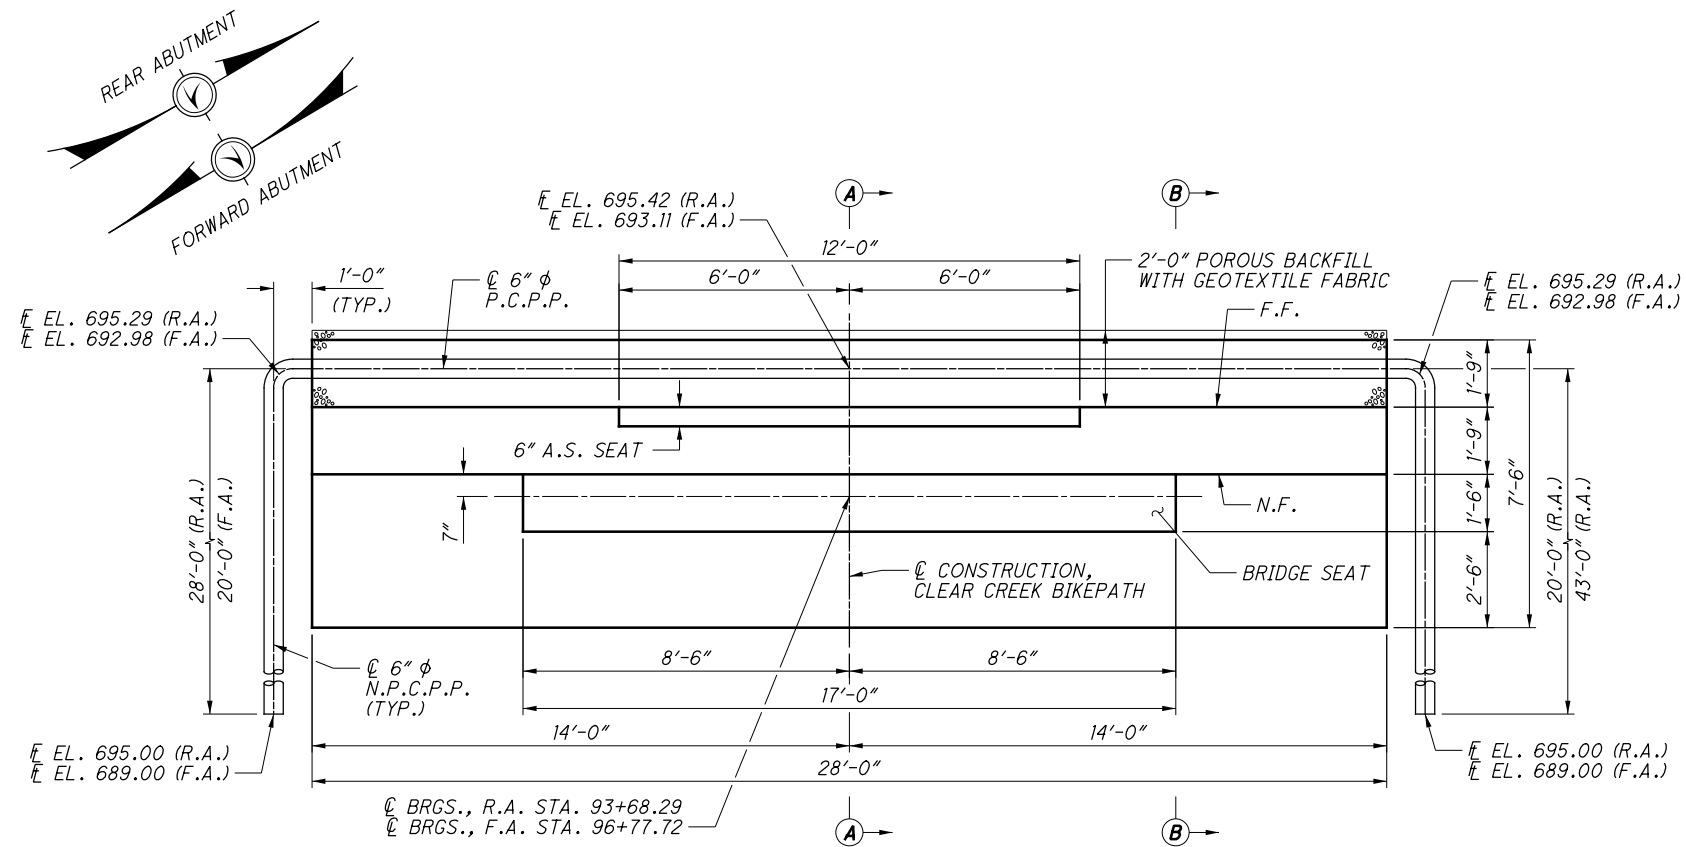 REAR ABUTMENT
FORWARD ABUTMENT
A
B
℄ EL. 695.42 (R.A.)
℄ EL. 693.11 (F.A.)
12'-0"
6'-0"
6'-0"
2'-0" POROUS BACKFILL
WITH GEOTEXTILE FABRIC
F.F.
1'-0"
(TYP.)
℄ 6" φ
P.C.P.P.
EL. 695.29 (R.A.)
EL. 692.98 (F.A.)
EL. 695.29 (R.A.)
EL. 692.98 (F.A.)
1'-9"
1'-9"
1'-6"
2'-6"
7'-6"
6" A.S. SEAT
7"
N.F.
28'-0" (R.A.)
20'-0" (F.A.)
20'-0" (R.A.)
43'-0" (R.A.)
℄ CONSTRUCTION,
CLEAR CREEK BIKEPATH
BRIDGE SEAT
℄ 6" φ
N.P.C.P.P.
(TYP.)
8'-6"
8'-6"
17'-0"
14'-0"
14'-0"
28'-0"
EL. 695.00 (R.A.)
EL. 689.00 (F.A.)
EL. 695.00 (R.A.)
EL. 689.00 (F.A.)
℄ BRGS., R.A. STA. 93+68.29
℄ BRGS., F.A. STA. 96+77.72
A
B